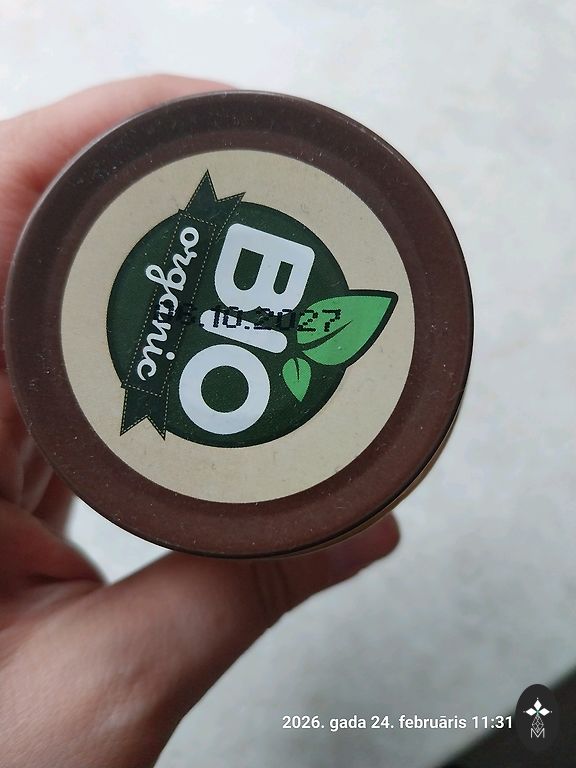 BIO
organic
.10.2027
2026. gada 24. februāris 11:31